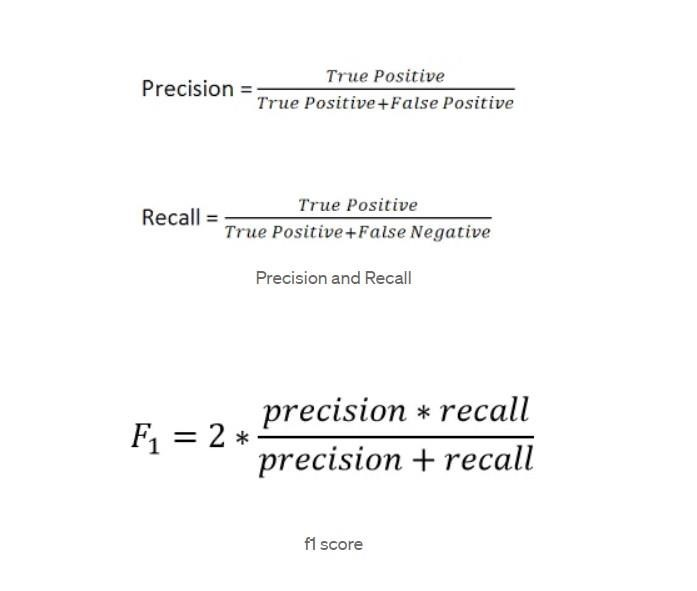 Precision = True Positive / True Positive+False Positive
Recall = True Positive / True Positive+False Negative
Precision and Recall
F₁ = 2 * precision * recall / precision + recall
f1 score